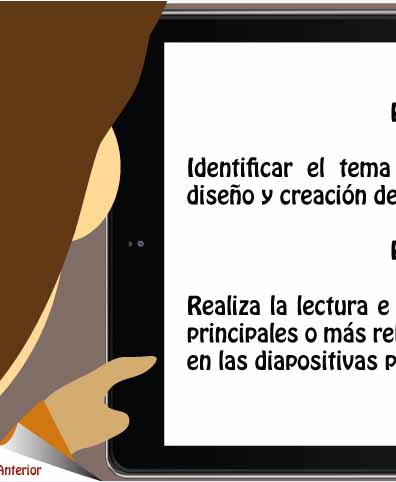 Identificar el tema
diseño y creación de
Realiza la lectura e
principales o más rel
en las diapositivas p
Anterior